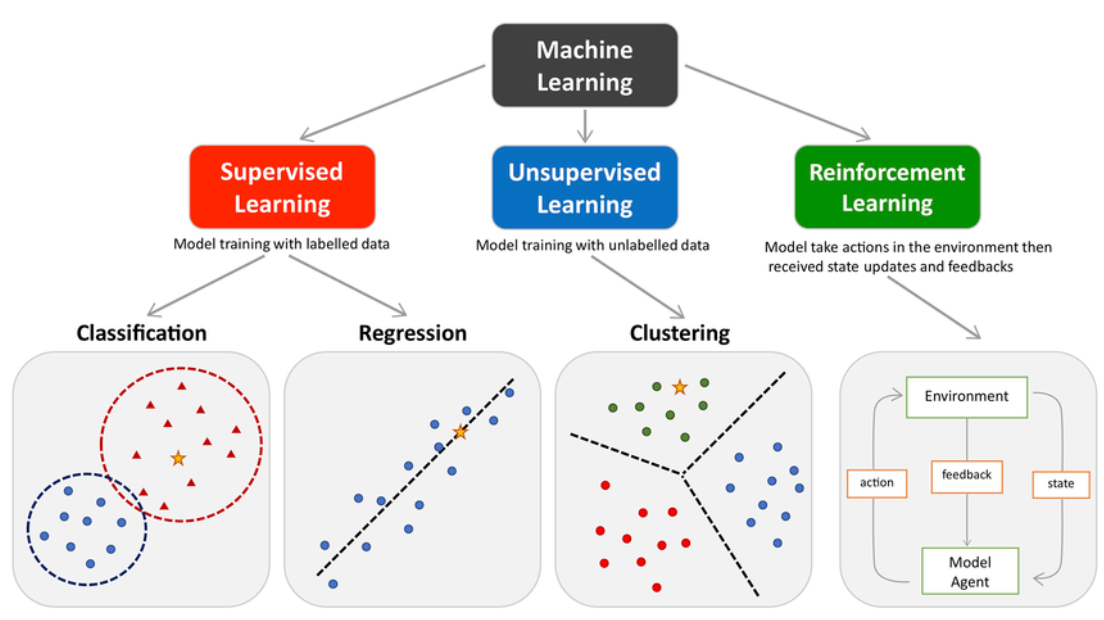 Machine
Learning
Supervised
Learning
Unsupervised
Learning
Reinforcement
Learning
Model training with labelled data
Model training with unlabelled data
Model take actions in the environment then
received state updates and feedbacks
Classification
Regression
Clustering
Environment
action
feedback
state
Model
Agent